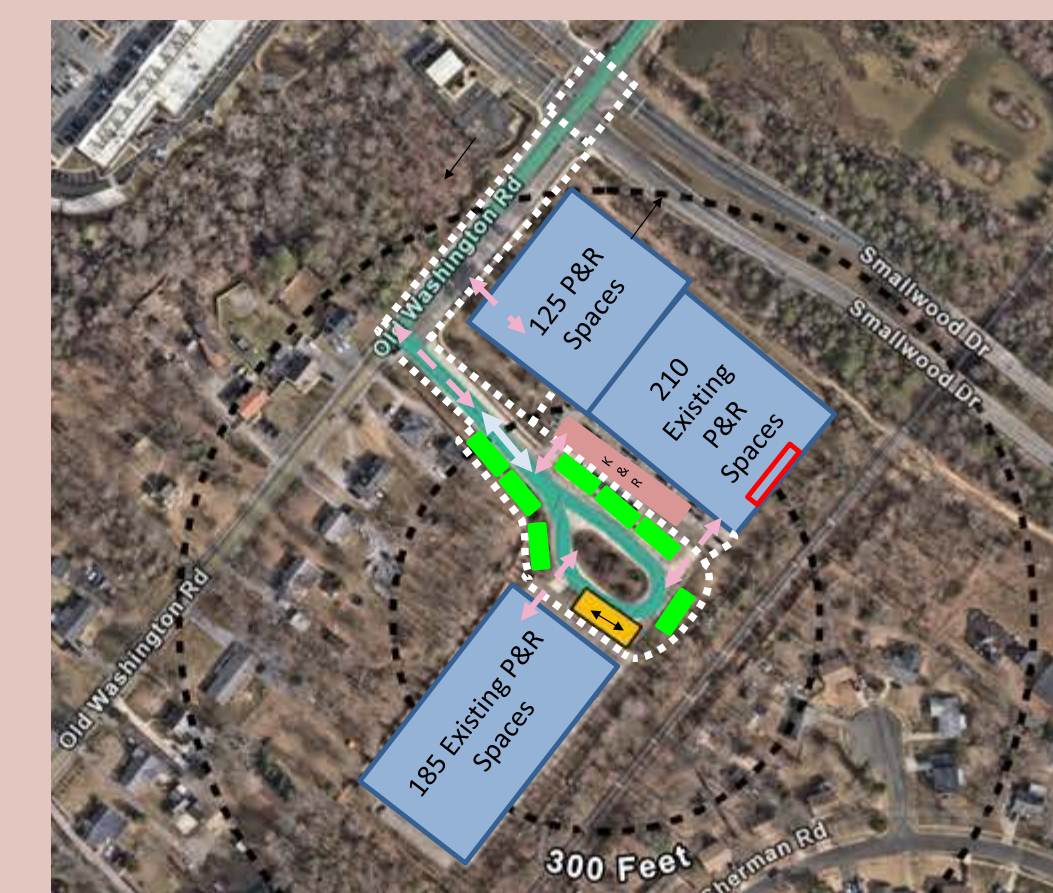 Old Washington Rd
125 P&R
Spaces
Smallwood Dr
Smallwood Dr
210
Existing
P&R
Spaces
K
&
R
Old Washington Rd
185 Existing P&R
Spaces
300 Feet
Sherman Rd